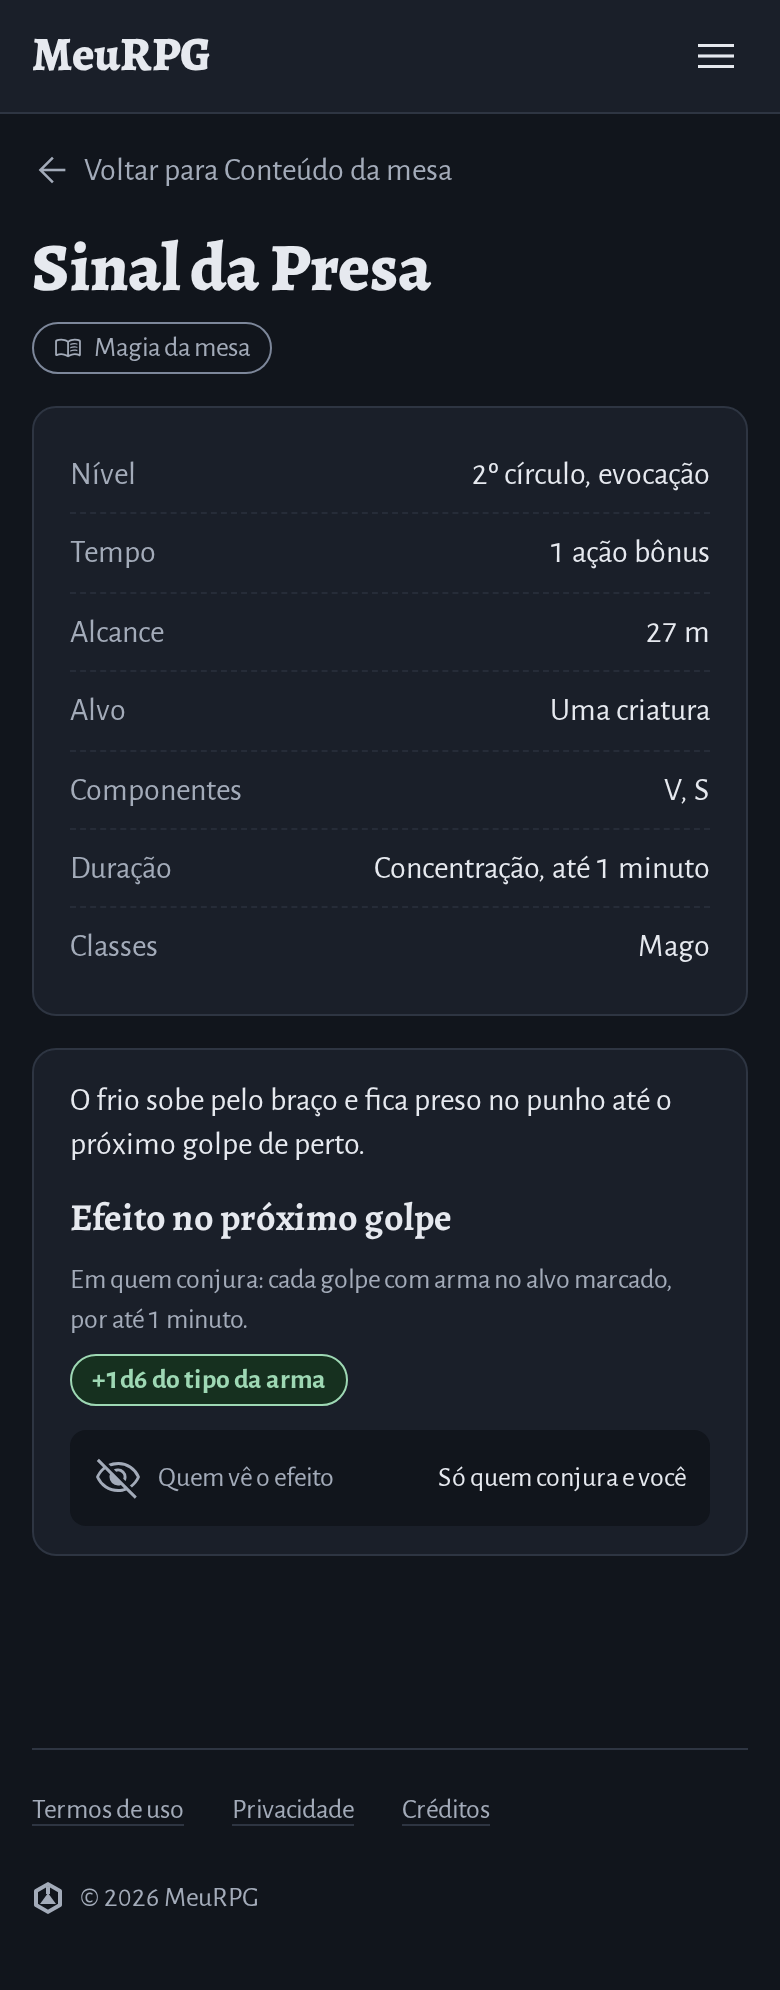 MeuRPG
Voltar para Conteúdo da mesa
Sinal da Presa
Magia da mesa
Nível 2º círculo, evocação
Tempo 1 ação bônus
Alcance 27 m
Alvo Uma criatura
Componentes V, S
Duração Concentração, até 1 minuto
Classes Mago
O frio sobe pelo braço e fica preso no punho até o
próximo golpe de perto.
Efeito no próximo golpe
Em quem conjura: cada golpe com arma no alvo marcado,
por até 1 minuto.
+1d6 do tipo da arma
Quem vê o efeito Só quem conjura e você
Termos de uso Privacidade Créditos
© 2026 MeuRPG